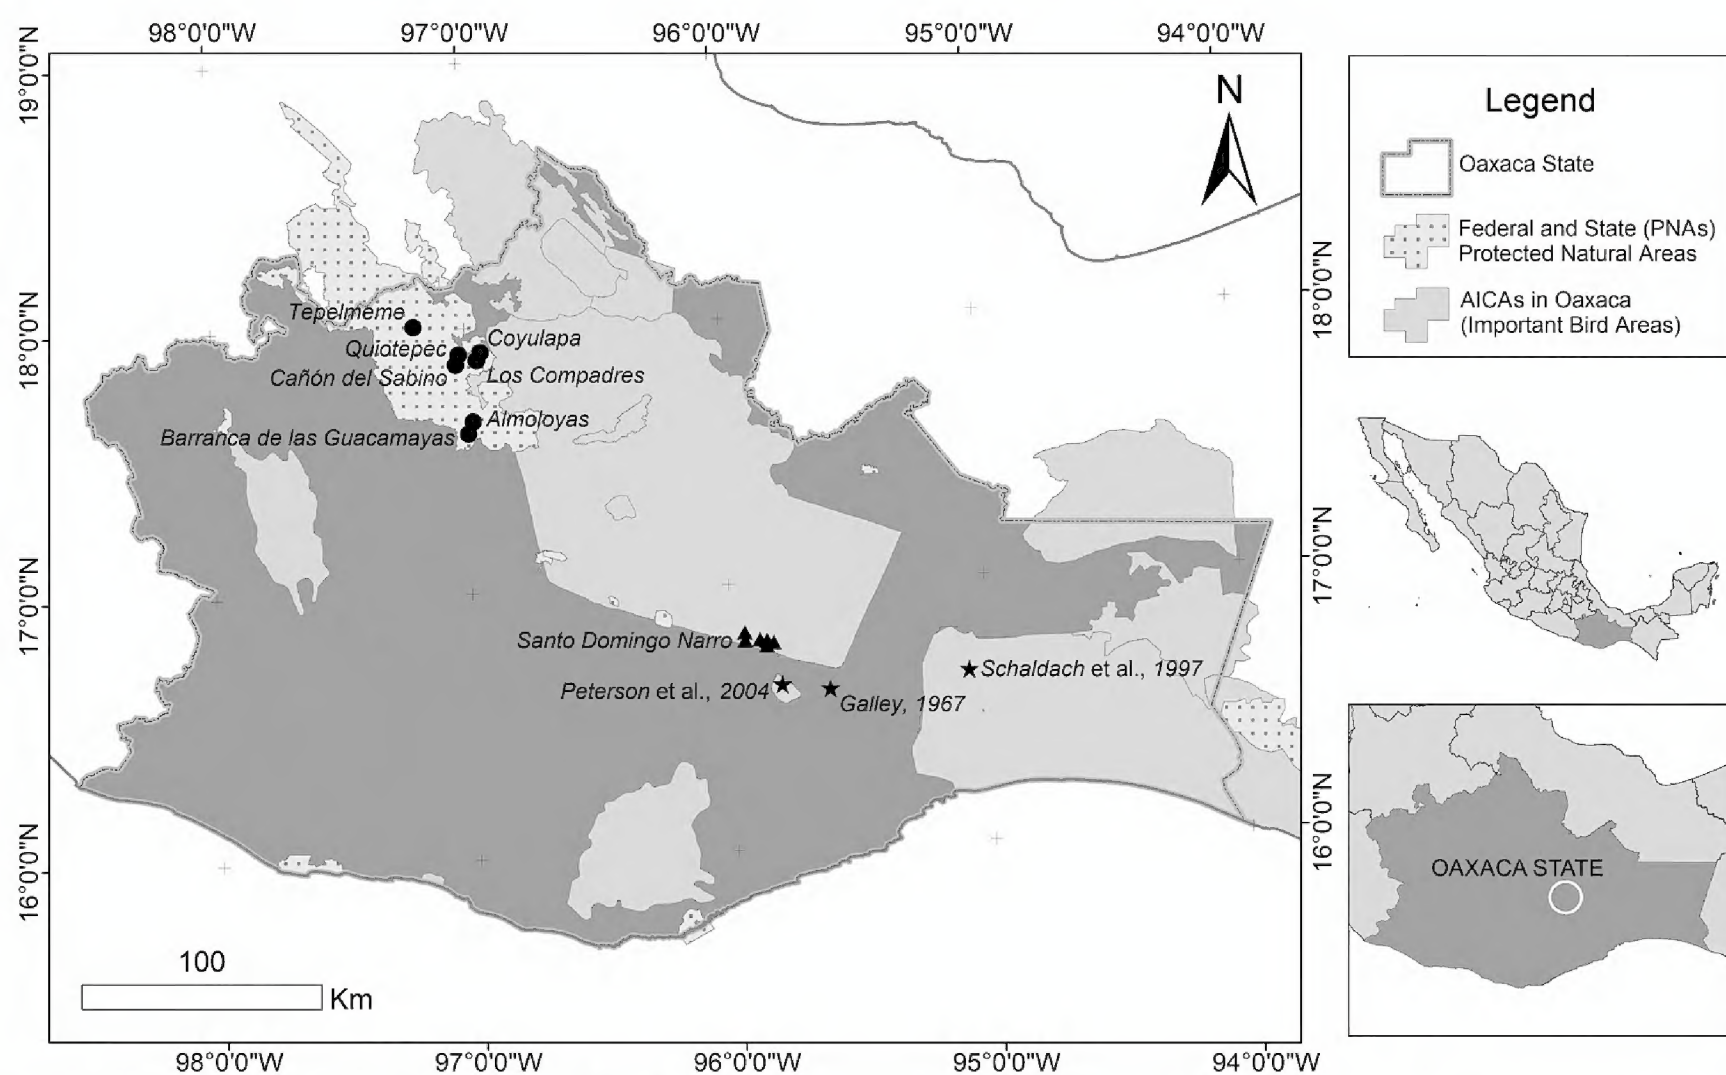 98°0'0"W 97°0'0"W 96°0'0"W 95°0'0"W 94°0'0"W
19°0'0"N
18°0'0"N
17°0'0"N
16°0'0"N
N
18°0'0"N
17°0'0"N
16°0'0"N
Tepelmeme
Quiotepec
Coyulapa
Cañón del Sabino
Los Compadres
Almoloyas
Barranca de las Guacamayas
Santo Domingo Narro
Peterson et al., 2004
Galley, 1967
Schaldach et al., 1997
100
Km
98°0'0"W 97°0'0"W 96°0'0"W 95°0'0"W 94°0'0"W
Legend
Oaxaca State
Federal and State (PNAs)
Protected Natural Areas
AICAs in Oaxaca
(Important Bird Areas)
OAXACA STATE